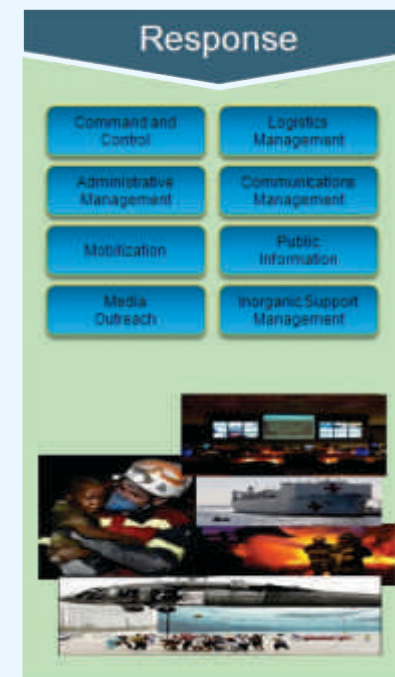 Response
Command and
Control
Logistics
Management
Administrative
Management
Communications
Management
Mobilization
Public
Information
Media
Outreach
Inorganic Support
Management